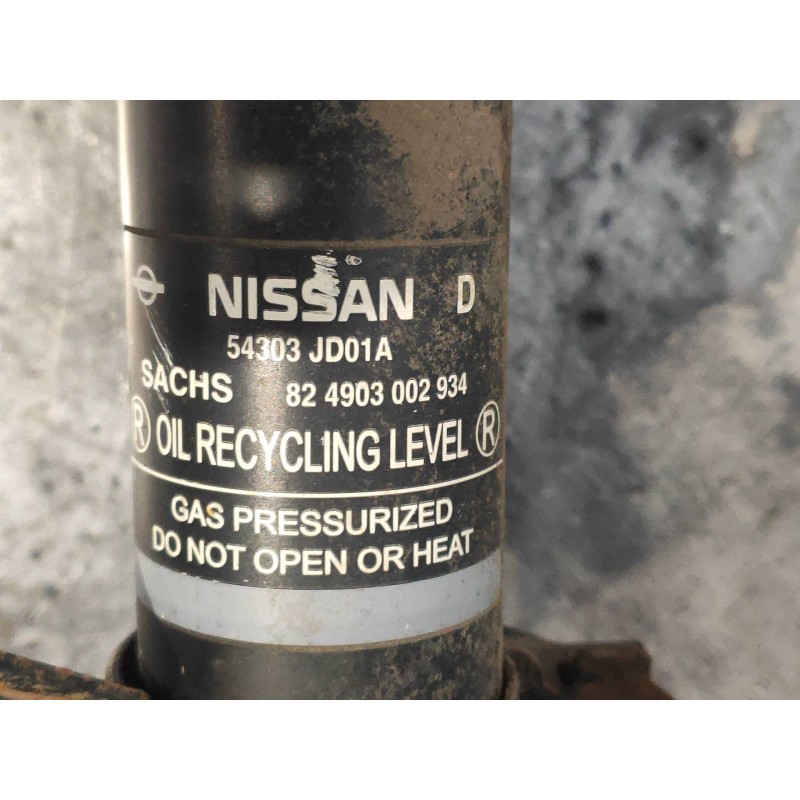 NISSAN D
54303 JD01A
SACHS 82 4903 002 934
® OIL RECYCLING LEVEL ®
GAS PRESSURIZED
DO NOT OPEN OR HEAT